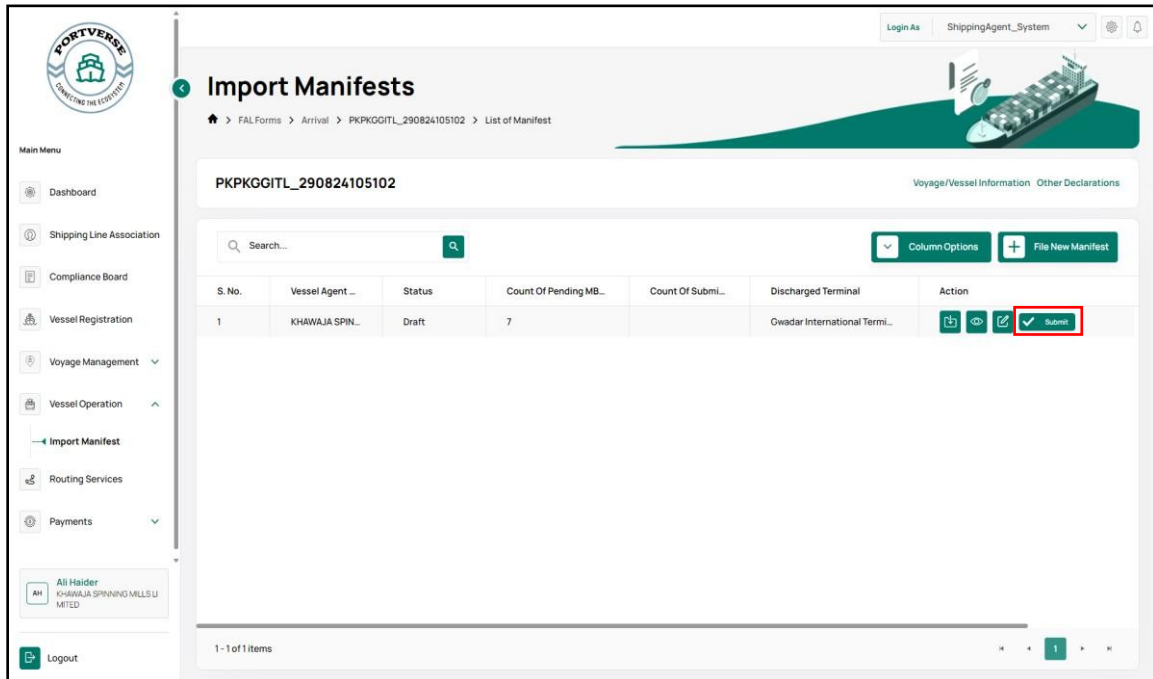 PORTVERSE
CONNECTING THE ECOSYSTEM
Login As ShippingAgent_System
Import Manifests
FAL Forms > Arrival > PKPKGGITL_290824105102 > List of Manifest
Main Menu
Dashboard
Shipping Line Association
Compliance Board
Vessel Registration
Voyage Management
Vessel Operation
Import Manifest
Routing Services
Payments
AH
Ali Haider
KHAWAJA SPINNING MILLS LI
MITED
Logout
PKPKGGITL_290824105102
Voyage/Vessel Information Other Declarations
Search...
Column Options
File New Manifest
S. No. Vessel Agent ... Status Count Of Pending MB... Count Of Submi... Discharged Terminal Action
1 KHAWAJA SPIN... Draft 7 Gwadar International Termi... Submit
1 - 1 of 1 items
1